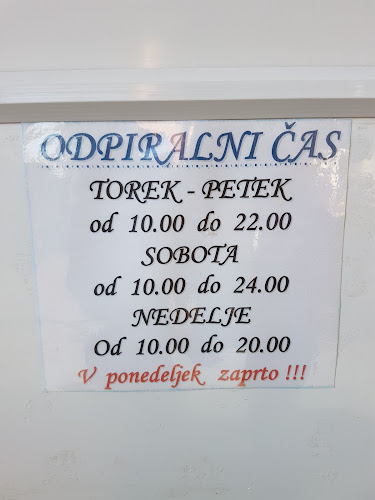 ODPIRALNI ČAS
TOREK - PETEK
od 10.00 do 22.00
SOBOTA
od 10.00 do 24.00
NEDELJE
Od 10.00 do 20.00
V ponedeljek zaprto !!!